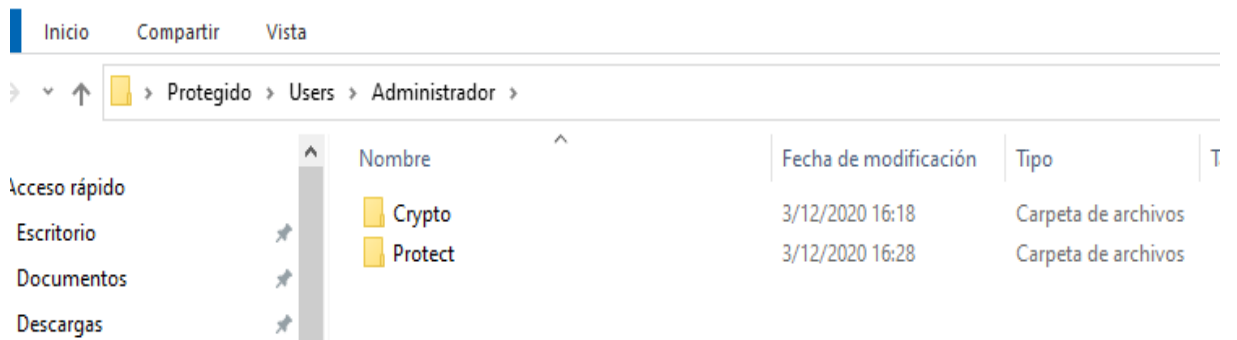 Inicio Compartir Vista
Protegido > Users > Administrador >
Nombre Fecha de modificación Tipo
Acceso rápido
Crypto 3/12/2020 16:18 Carpeta de archivos
Escritorio
Protect 3/12/2020 16:28 Carpeta de archivos
Documentos
Descargas